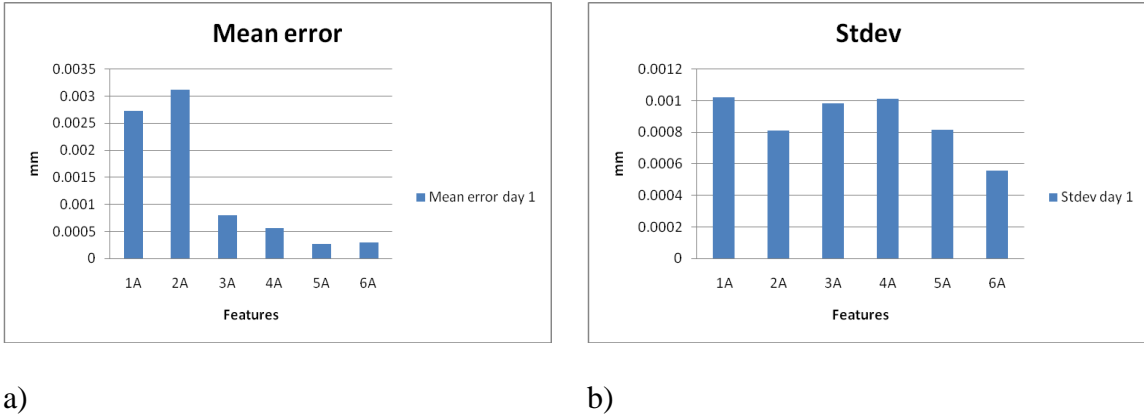 Mean error
0.0035
0.003
0.0025
0.002
0.0015
0.001
0.0005
0
mm
1A 2A 3A 4A 5A 6A
Features
Mean error day 1
a)
Stdev
0.0012
0.001
0.0008
0.0006
0.0004
0.0002
0
mm
1A 2A 3A 4A 5A 6A
Features
Stdev day 1
b)